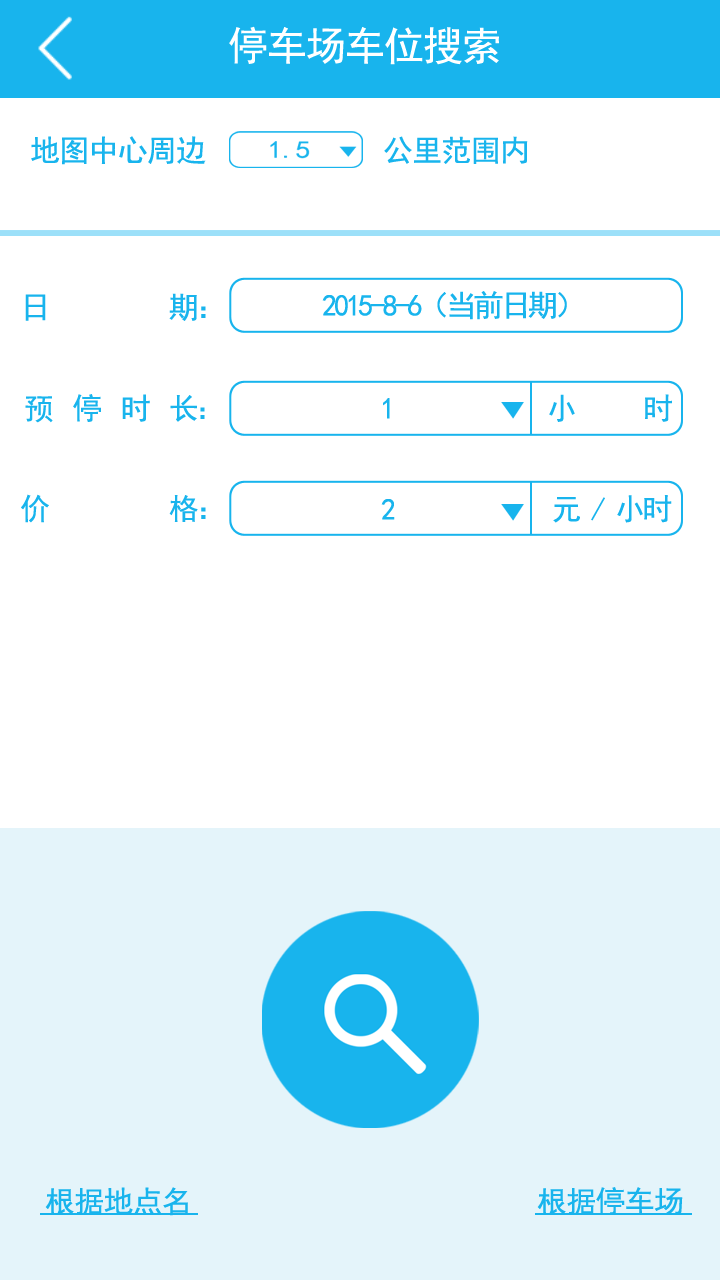 停车场车位搜索
地图中心周边 1.5 公里范围内
日期: 2015-8-6（当前日期）
预停时长: 1 小时
价格: 2 元/小时
根据地点名 根据停车场